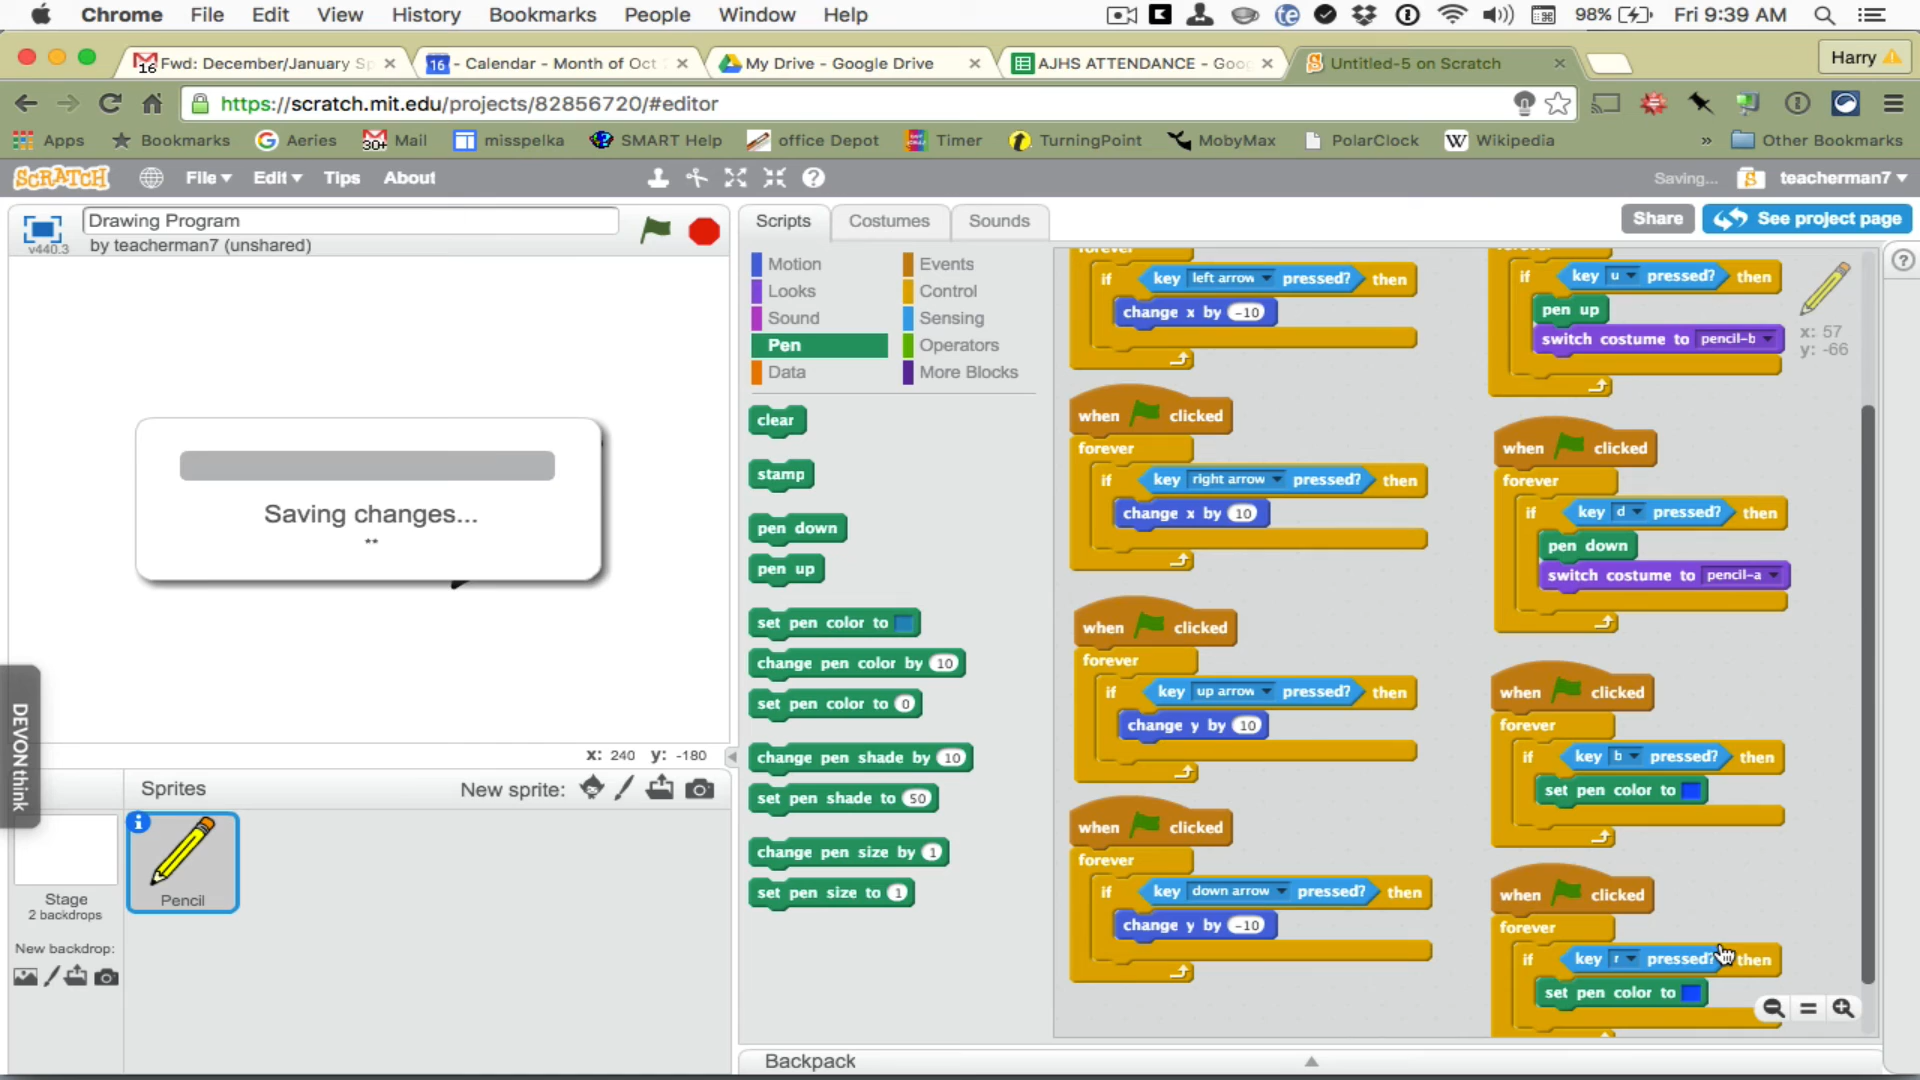 Chrome File Edit View History Bookmarks People Window Help 98% Fri 9:39 AM
Fwd: December/January Sp 16 - Calendar - Month of Oct My Drive - Google Drive AJHS ATTENDANCE - Goo Untitled-5 on Scratch Harry
https://scratch.mit.edu/projects/82856720/#editor
Apps Bookmarks Aeries 30+ Mail misspelka SMART Help office Depot Timer TurningPoint MobyMax PolarClock Wikipedia » Other Bookmarks
SCRATCH File Edit Tips About Saving... teacherman7
v440.3
Drawing Program
by teacherman7 (unshared)
Scripts Costumes Sounds
Share See project page
Motion Events
Looks Control
Sound Sensing
Pen Operators
Data More Blocks
clear
stamp
pen down
pen up
set pen color to
change pen color by 10
set pen color to 0
change pen shade by 10
set pen shade to 50
change pen size by 1
set pen size to 1
Saving changes...
**
x: 240 y: -180
DEVONthink
Sprites New sprite:
Pencil
Stage
2 backdrops
New backdrop:
forever
if key left arrow pressed? then
change x by -10
when clicked
forever
if key right arrow pressed? then
change x by 10
when clicked
forever
if key up arrow pressed? then
change y by 10
when clicked
forever
if key down arrow pressed? then
change y by -10
forever
if key u pressed? then
pen up
switch costume to pencil-b
x: 57
y: -66
when clicked
forever
if key d pressed? then
pen down
switch costume to pencil-a
when clicked
forever
if key b pressed? then
set pen color to
when clicked
forever
if key r pressed? then
set pen color to
Backpack